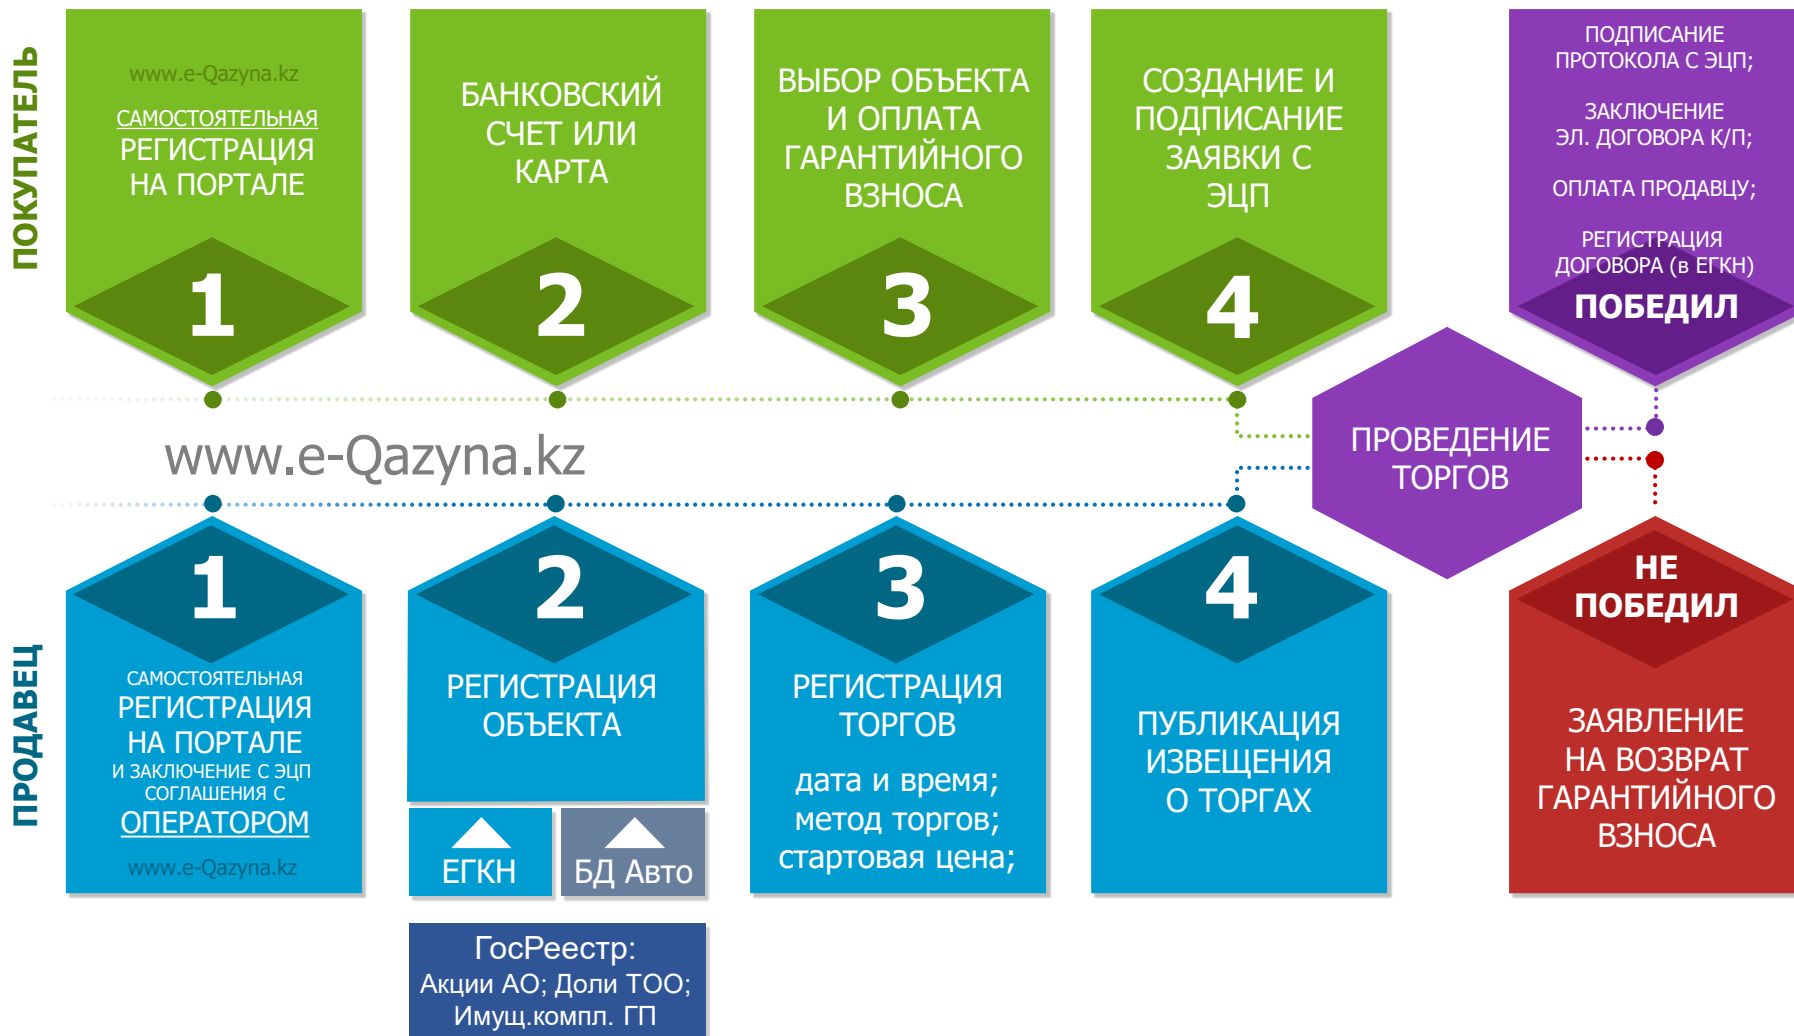 ПОКУПАТЕЛЬ
www.e-Qazyna.kz
САМОСТОЯТЕЛЬНАЯ
РЕГИСТРАЦИЯ
НА ПОРТАЛЕ
1
БАНКОВСКИЙ
СЧЕТ ИЛИ
КАРТА
2
ВЫБОР ОБЪЕКТА
И ОПЛАТА
ГАРАНТИЙНОГО
ВЗНОСА
3
СОЗДАНИЕ И
ПОДПИСАНИЕ
ЗАЯВКИ С
ЭЦП
4
ПОДПИСАНИЕ
ПРОТОКОЛА С ЭЦП;
ЗАКЛЮЧЕНИЕ
ЭЛ. ДОГОВОРА К/П;
ОПЛАТА ПРОДАВЦУ;
РЕГИСТРАЦИЯ
ДОГОВОРА (в ЕГКН)
ПОБЕДИЛ
www.e-Qazyna.kz
ПРОВЕДЕНИЕ
ТОРГОВ
ПРОДАВЕЦ
1
САМОСТОЯТЕЛЬНАЯ
РЕГИСТРАЦИЯ
НА ПОРТАЛЕ
И ЗАКЛЮЧЕНИЕ С ЭЦП
СОГЛАШЕНИЯ С
ОПЕРАТОРОМ
www.e-Qazyna.kz
2
РЕГИСТРАЦИЯ
ОБЪЕКТА
ЕГКН
БД Авто
ГосРеестр:
Акции АО; Доли ТОО;
Имущ.компл. ГП
3
РЕГИСТРАЦИЯ
ТОРГОВ
дата и время;
метод торгов;
стартовая цена;
4
ПУБЛИКАЦИЯ
ИЗВЕЩЕНИЯ
О ТОРГАХ
НЕ
ПОБЕДИЛ
ЗАЯВЛЕНИЕ
НА ВОЗВРАТ
ГАРАНТИЙНОГО
ВЗНОСА